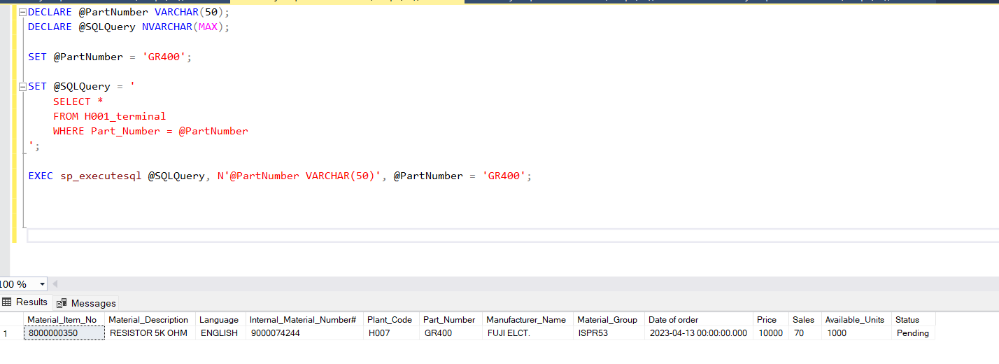 DECLARE @PartNumber VARCHAR(50);
DECLARE @SQLQuery NVARCHAR(MAX);
SET @PartNumber = 'GR400';
SET @SQLQuery = '
SELECT *
FROM H001_terminal
WHERE Part_Number = @PartNumber
';
EXEC sp_executesql @SQLQuery, N'@PartNumber VARCHAR(50)', @PartNumber = 'GR400';
100 %
Results Messages
Material_Item_No Material_Description Language Internal_Material_Number# Plant_Code Part_Number Manufacturer_Name Material_Group Date of order Price Sales Available_Units Status
1 8000000350 RESISTOR 5K OHM ENGLISH 9000074244 H007 GR400 FUJI ELCT. ISPR53 2023-04-13 00:00:00.000 10000 70 1000 Pending